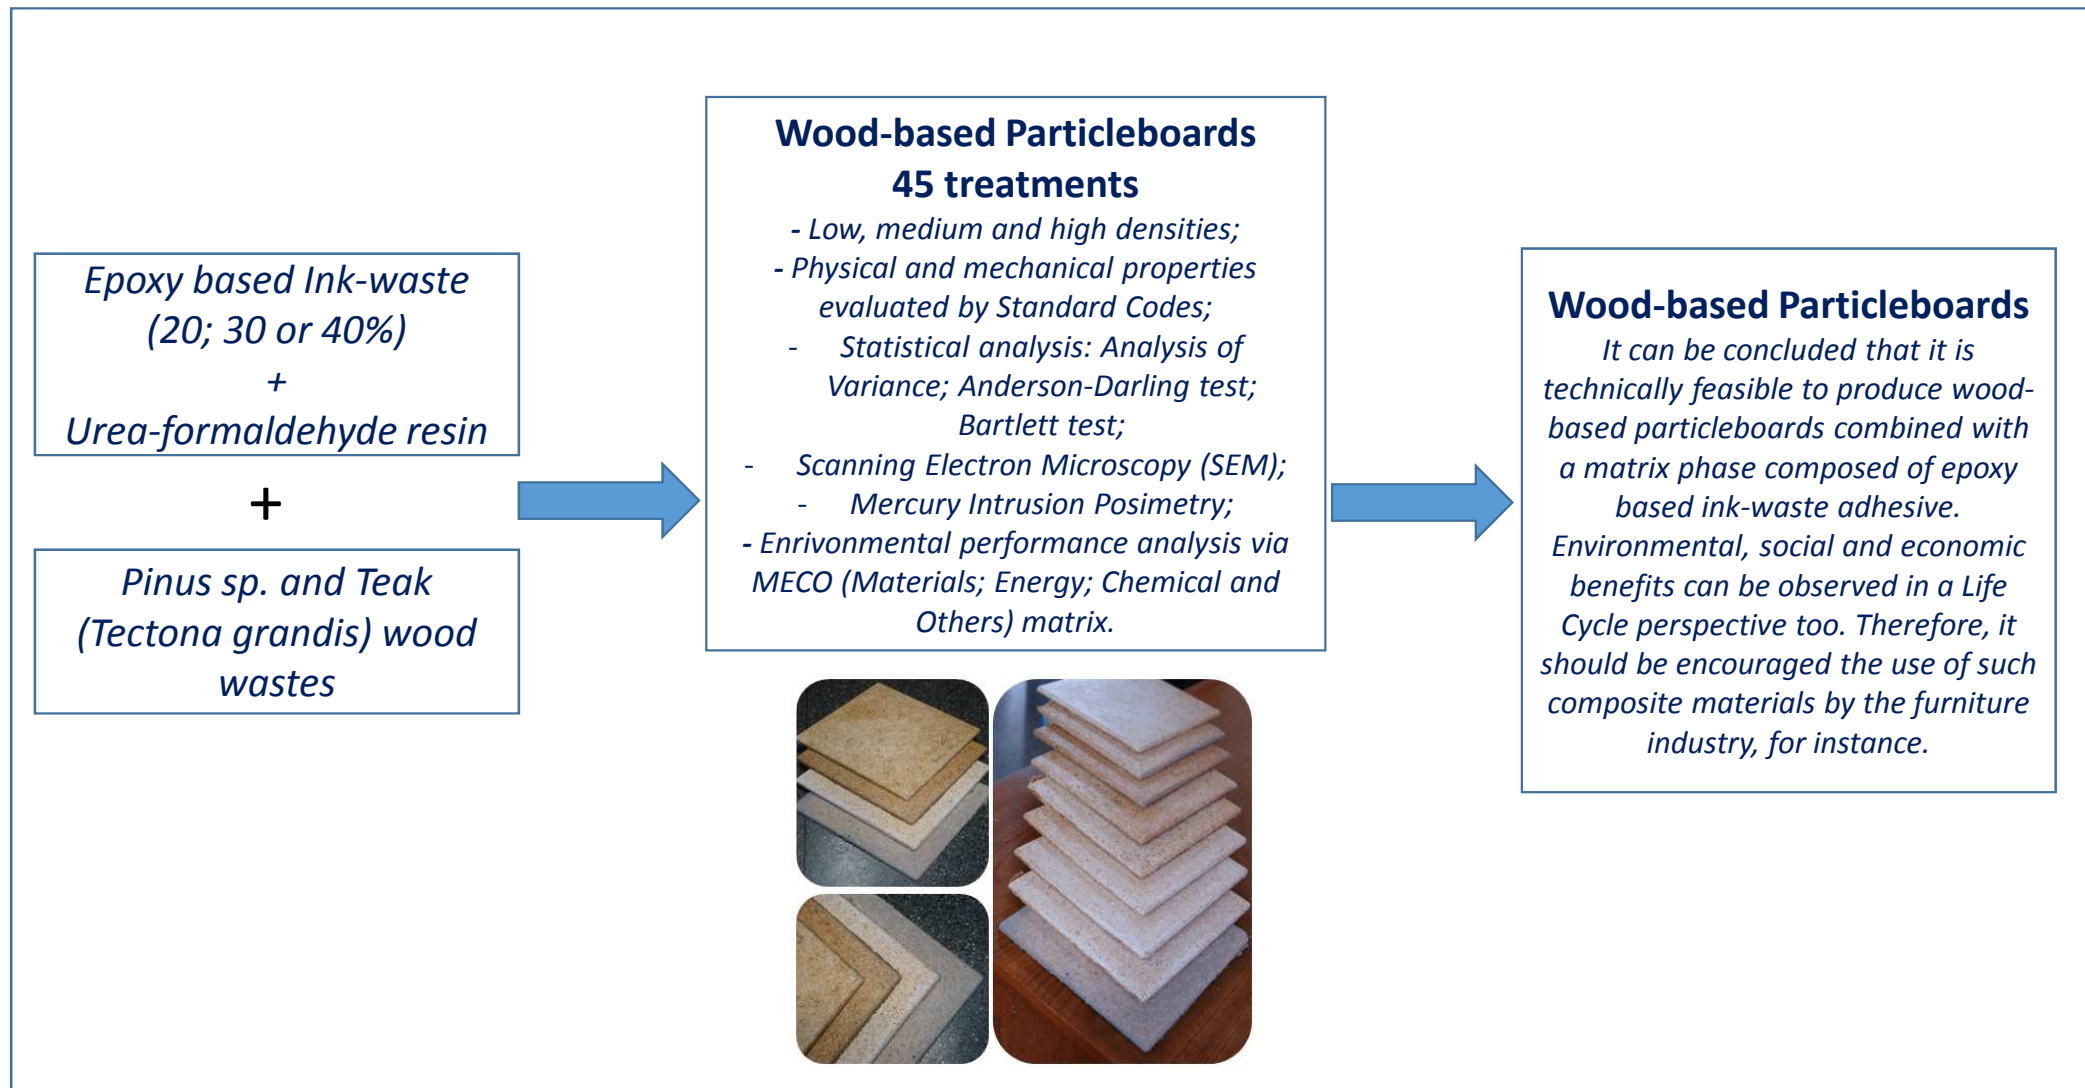 Epoxy based Ink-waste
(20; 30 or 40%)
+
Urea-formaldehyde resin
+
Pinus sp. and Teak
(Tectona grandis) wood
wastes
Wood-based Particleboards
45 treatments
- Low, medium and high densities;
- Physical and mechanical properties
evaluated by Standard Codes;
- Statistical analysis: Analysis of
Variance; Anderson-Darling test;
Bartlett test;
- Scanning Electron Microscopy (SEM);
- Mercury Intrusion Posimetry;
- Enrivonmental performance analysis via
MECO (Materials; Energy; Chemical and
Others) matrix.
Wood-based Particleboards
It can be concluded that it is
technically feasible to produce wood-
based particleboards combined with
a matrix phase composed of epoxy
based ink-waste adhesive.
Environmental, social and economic
benefits can be observed in a Life
Cycle perspective too. Therefore, it
should be encouraged the use of such
composite materials by the furniture
industry, for instance.